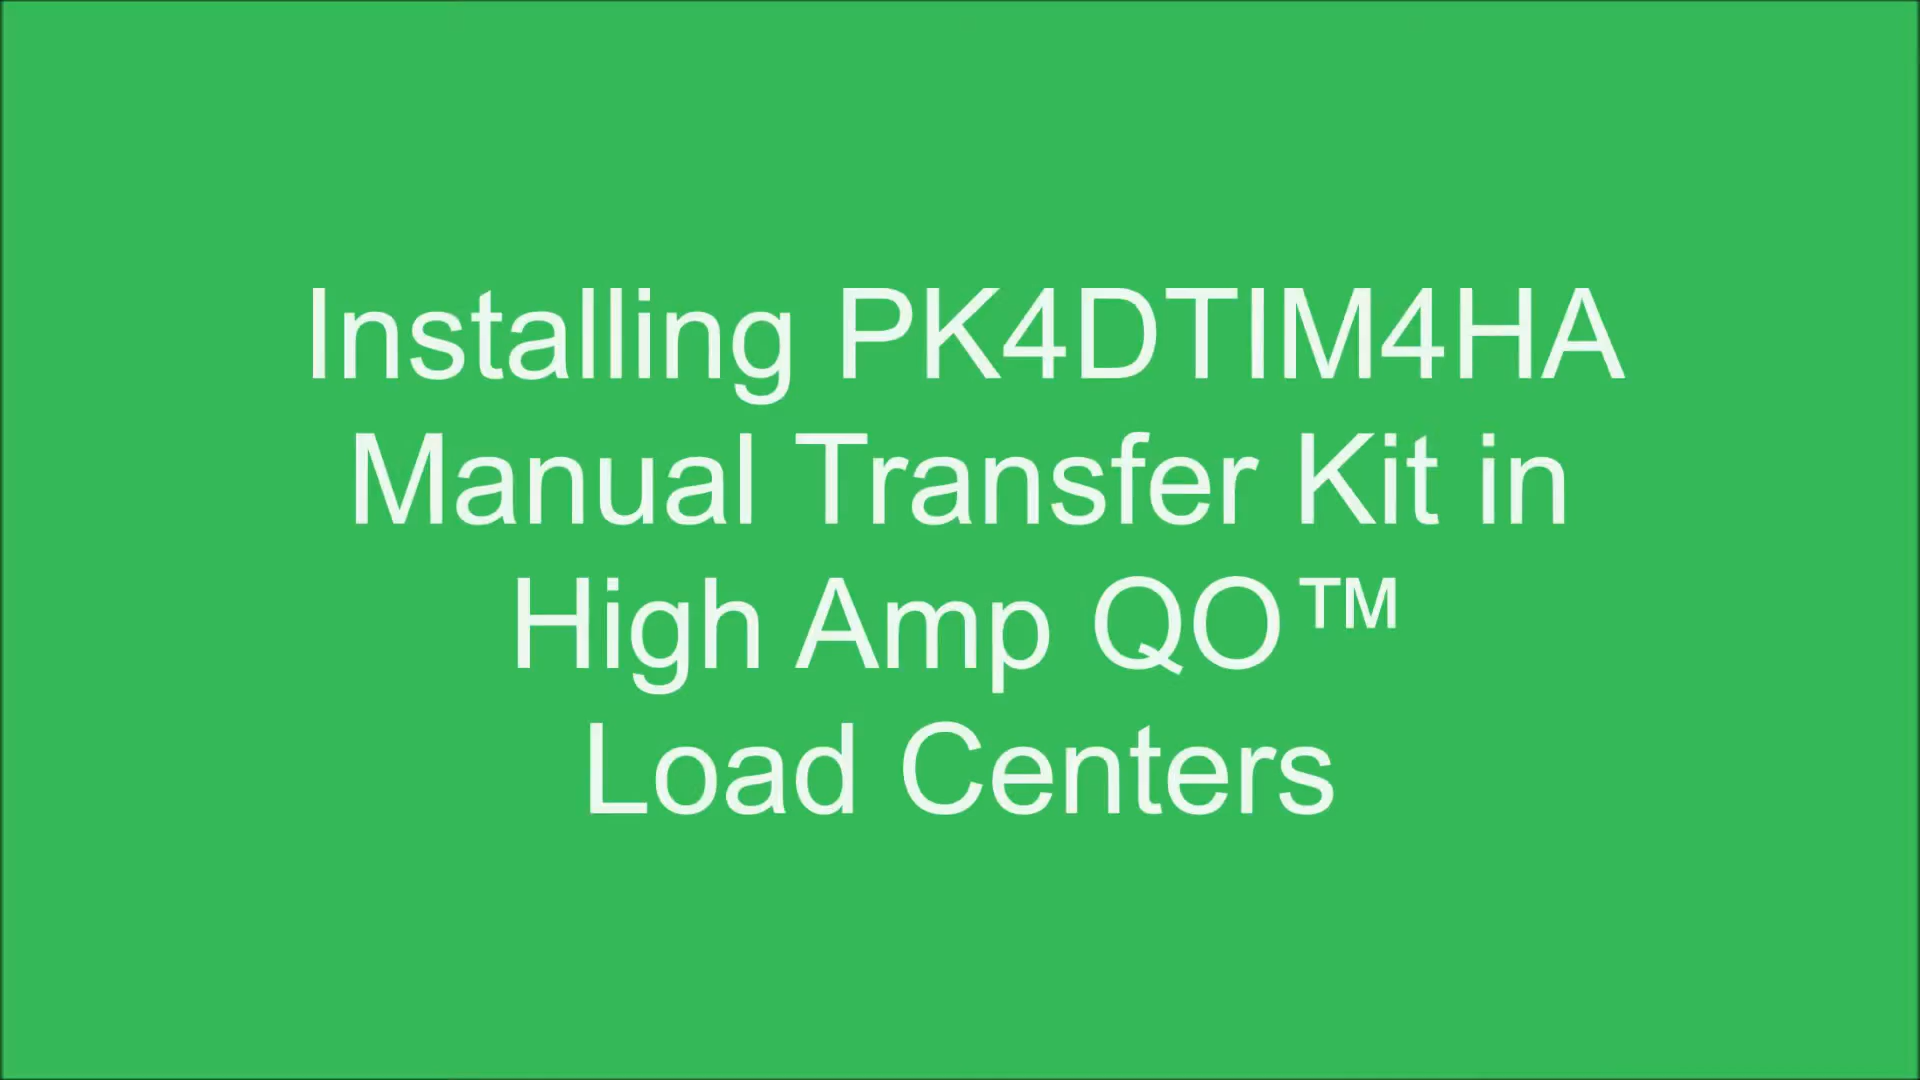 Installing PK4DTIM4HA
Manual Transfer Kit in
High Amp QO™
Load Centers